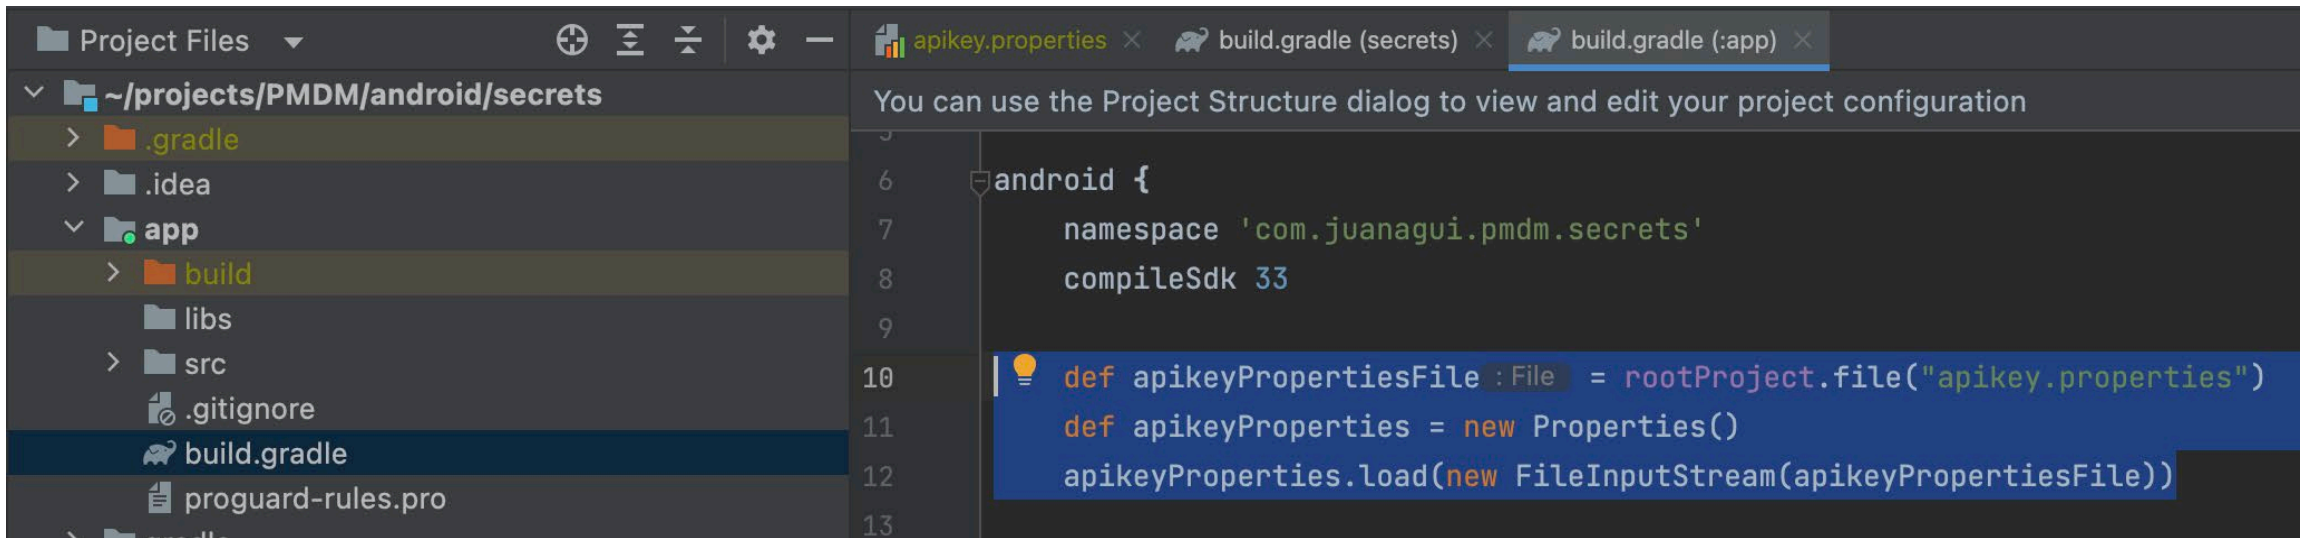 Project Files
~/projects/PMDM/android/secrets
.gradle
.idea
app
build
libs
src
.gitignore
build.gradle
proguard-rules.pro
gradle
apikey.properties
build.gradle (secrets)
build.gradle (:app)
You can use the Project Structure dialog to view and edit your project configuration
5
6 android {
7 namespace 'com.juanagui.pmdm.secrets'
8 compileSdk 33
9
10 def apikeyPropertiesFile : File = rootProject.file("apikey.properties")
11 def apikeyProperties = new Properties()
12 apikeyProperties.load(new FileInputStream(apikeyPropertiesFile))
13